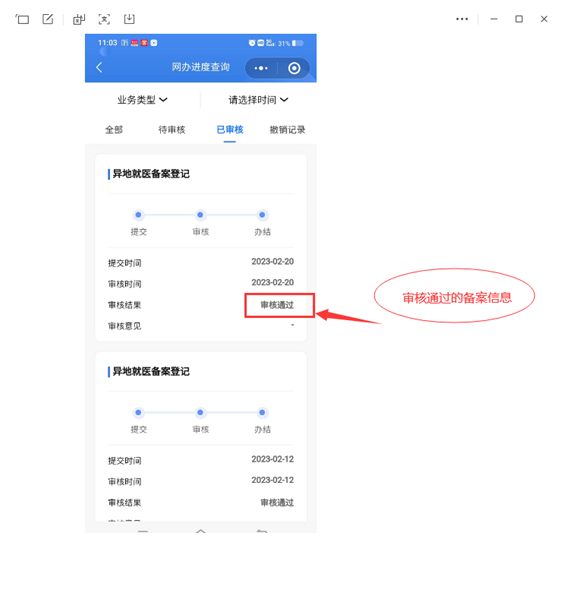 11:03
31%
网办进度查询
业务类型
请选择时间
全部
待审核
已审核
撤销记录
异地就医备案登记
提交
审核
办结
提交时间
2023-02-20
审核时间
2023-02-20
审核结果
审核通过
审核意见
-
审核通过的备案信息
异地就医备案登记
提交
审核
办结
提交时间
2023-02-12
审核时间
2023-02-12
审核结果
审核通过